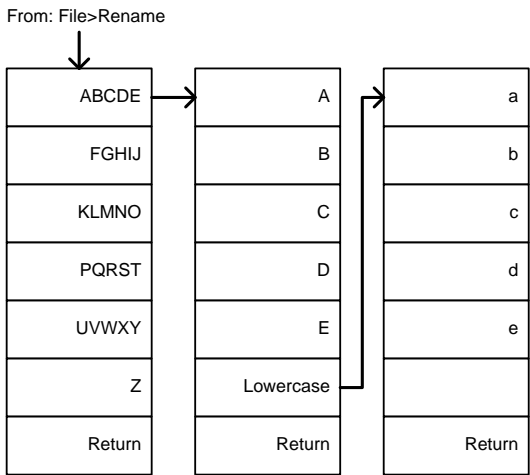 From: File>Rename
ABCDE
FGHIJ
KLMNO
PQRST
UVWXY
Z
Return
A
B
C
D
E
Lowercase
Return
a
b
c
d
e
Return